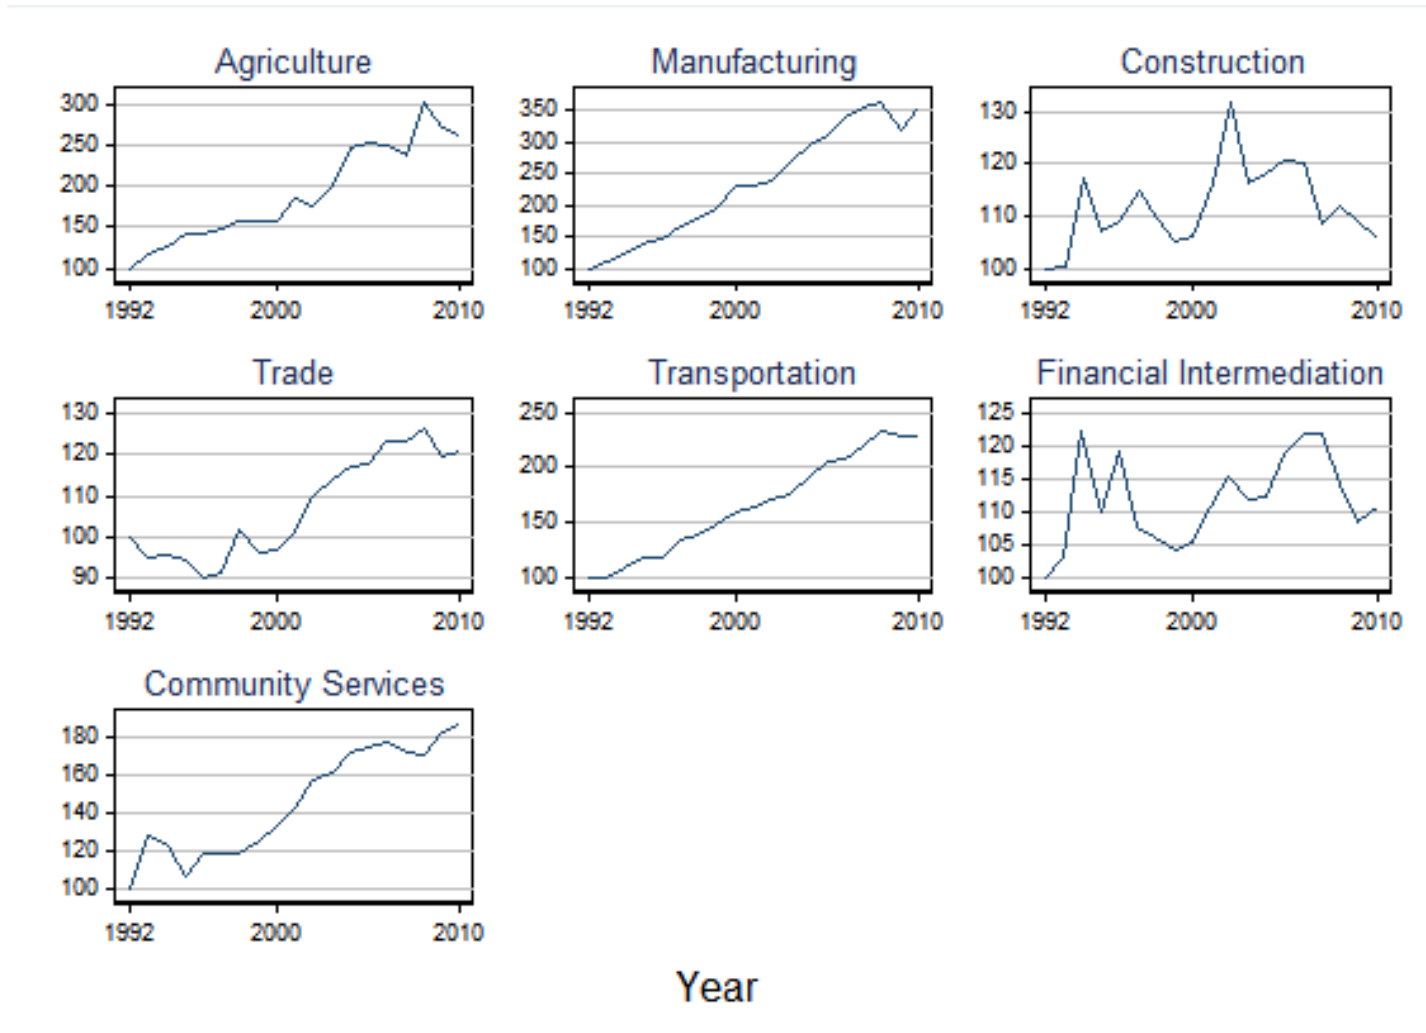 Agriculture
300
250
200
150
100
1992 2000 2010
Manufacturing
350
300
250
200
150
100
1992 2000 2010
Construction
130
120
110
100
1992 2000 2010
Trade
130
120
110
100
90
1992 2000 2010
Transportation
250
200
150
100
1992 2000 2010
Financial Intermediation
125
120
115
110
105
100
1992 2000 2010
Community Services
180
160
140
120
100
1992 2000 2010
Year